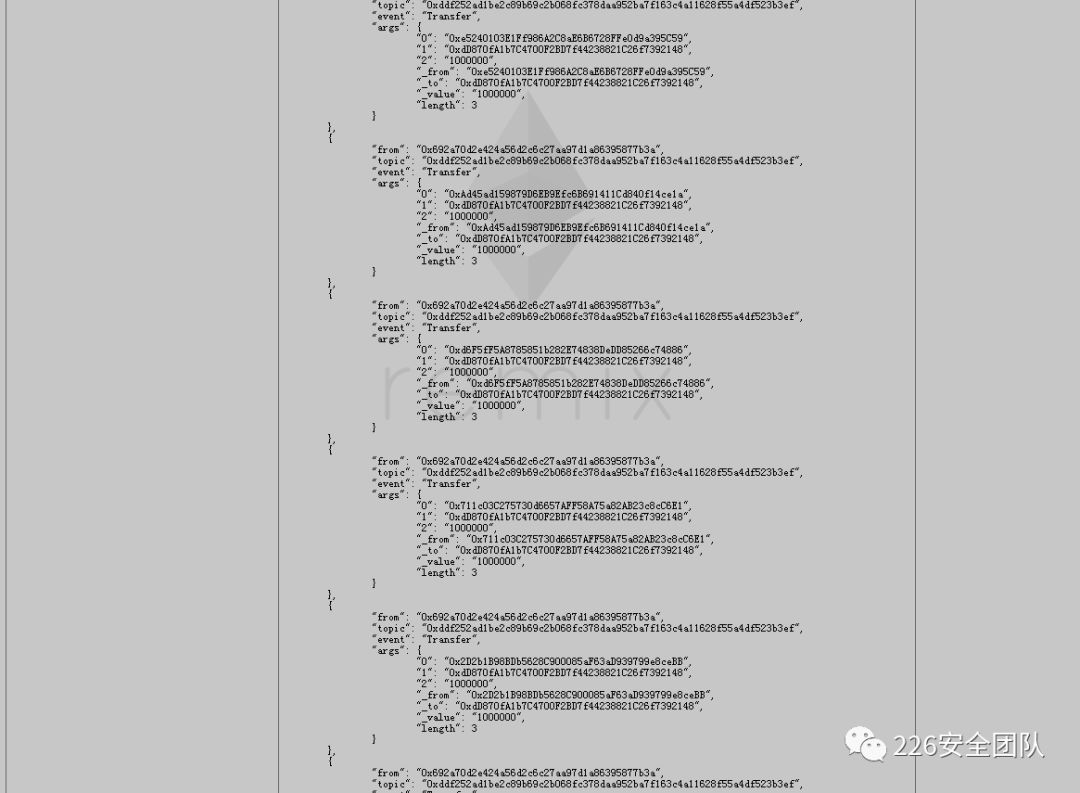 "topic": "0xddf252ad1be2c89b69c2b068fc378daa952ba7f163c4a11628f55a4df523b3ef",
"event": "Transfer",
"args": {
"0": "0xe5240103E1Ff986A2C8aE6B6728FFe0d9a395C59",
"1": "0xdD870fA1b7C4700F2BD7f44238821C26f7392148",
"2": "1000000",
"_from": "0xe5240103E1Ff986A2C8aE6B6728FFe0d9a395C59",
"_to": "0xdD870fA1b7C4700F2BD7f44238821C26f7392148",
"_value": "1000000",
"length": 3
}
},
{
"from": "0x692a70d2e424a56d2c6c27aa97d1a86395877b3a",
"topic": "0xddf252ad1be2c89b69c2b068fc378daa952ba7f163c4a11628f55a4df523b3ef",
"event": "Transfer",
"args": {
"0": "0xAd45ad159879D6EB9Efc6B691411Cd840f14ce1a",
"1": "0xdD870fA1b7C4700F2BD7f44238821C26f7392148",
"2": "1000000",
"_from": "0xAd45ad159879D6EB9Efc6B691411Cd840f14ce1a",
"_to": "0xdD870fA1b7C4700F2BD7f44238821C26f7392148",
"_value": "1000000",
"length": 3
}
},
{
"from": "0x692a70d2e424a56d2c6c27aa97d1a86395877b3a",
"topic": "0xddf252ad1be2c89b69c2b068fc378daa952ba7f163c4a11628f55a4df523b3ef",
"event": "Transfer",
"args": {
"0": "0xd6F5fF5A8785851b282E74838DeDD85266c74886",
"1": "0xdD870fA1b7C4700F2BD7f44238821C26f7392148",
"2": "1000000",
"_from": "0xd6F5fF5A8785851b282E74838DeDD85266c74886",
"_to": "0xdD870fA1b7C4700F2BD7f44238821C26f7392148",
"_value": "1000000",
"length": 3
}
},
{
remix
"from": "0x692a70d2e424a56d2c6c27aa97d1a86395877b3a",
"topic": "0xddf252ad1be2c89b69c2b068fc378daa952ba7f163c4a11628f55a4df523b3ef",
"event": "Transfer",
"args": {
"0": "0x711c03C275730d6657AFF58A75a82AB23c8cC6E1",
"1": "0xdD870fA1b7C4700F2BD7f44238821C26f7392148",
"2": "1000000",
"_from": "0x711c03C275730d6657AFF58A75a82AB23c8cC6E1",
"_to": "0xdD870fA1b7C4700F2BD7f44238821C26f7392148",
"_value": "1000000",
"length": 3
}
},
{
"from": "0x692a70d2e424a56d2c6c27aa97d1a86395877b3a",
"topic": "0xddf252ad1be2c89b69c2b068fc378daa952ba7f163c4a11628f55a4df523b3ef",
"event": "Transfer",
"args": {
"0": "0x2D2b1B98BDb5628C900085aF63aD939799e8ceBB",
"1": "0xdD870fA1b7C4700F2BD7f44238821C26f7392148",
"2": "1000000",
"_from": "0x2D2b1B98BDb5628C900085aF63aD939799e8ceBB",
"_to": "0xdD870fA1b7C4700F2BD7f44238821C26f7392148",
"_value": "1000000",
"length": 3
}
},
{
"from": "0x692a70d2e424a56d2c6c27aa97d1a86395877b3a",
"topic": "0xddf252ad1be2c89b69c2b068fc378daa952ba7f163c4a11628f55a4df523b3ef",
226安全团队